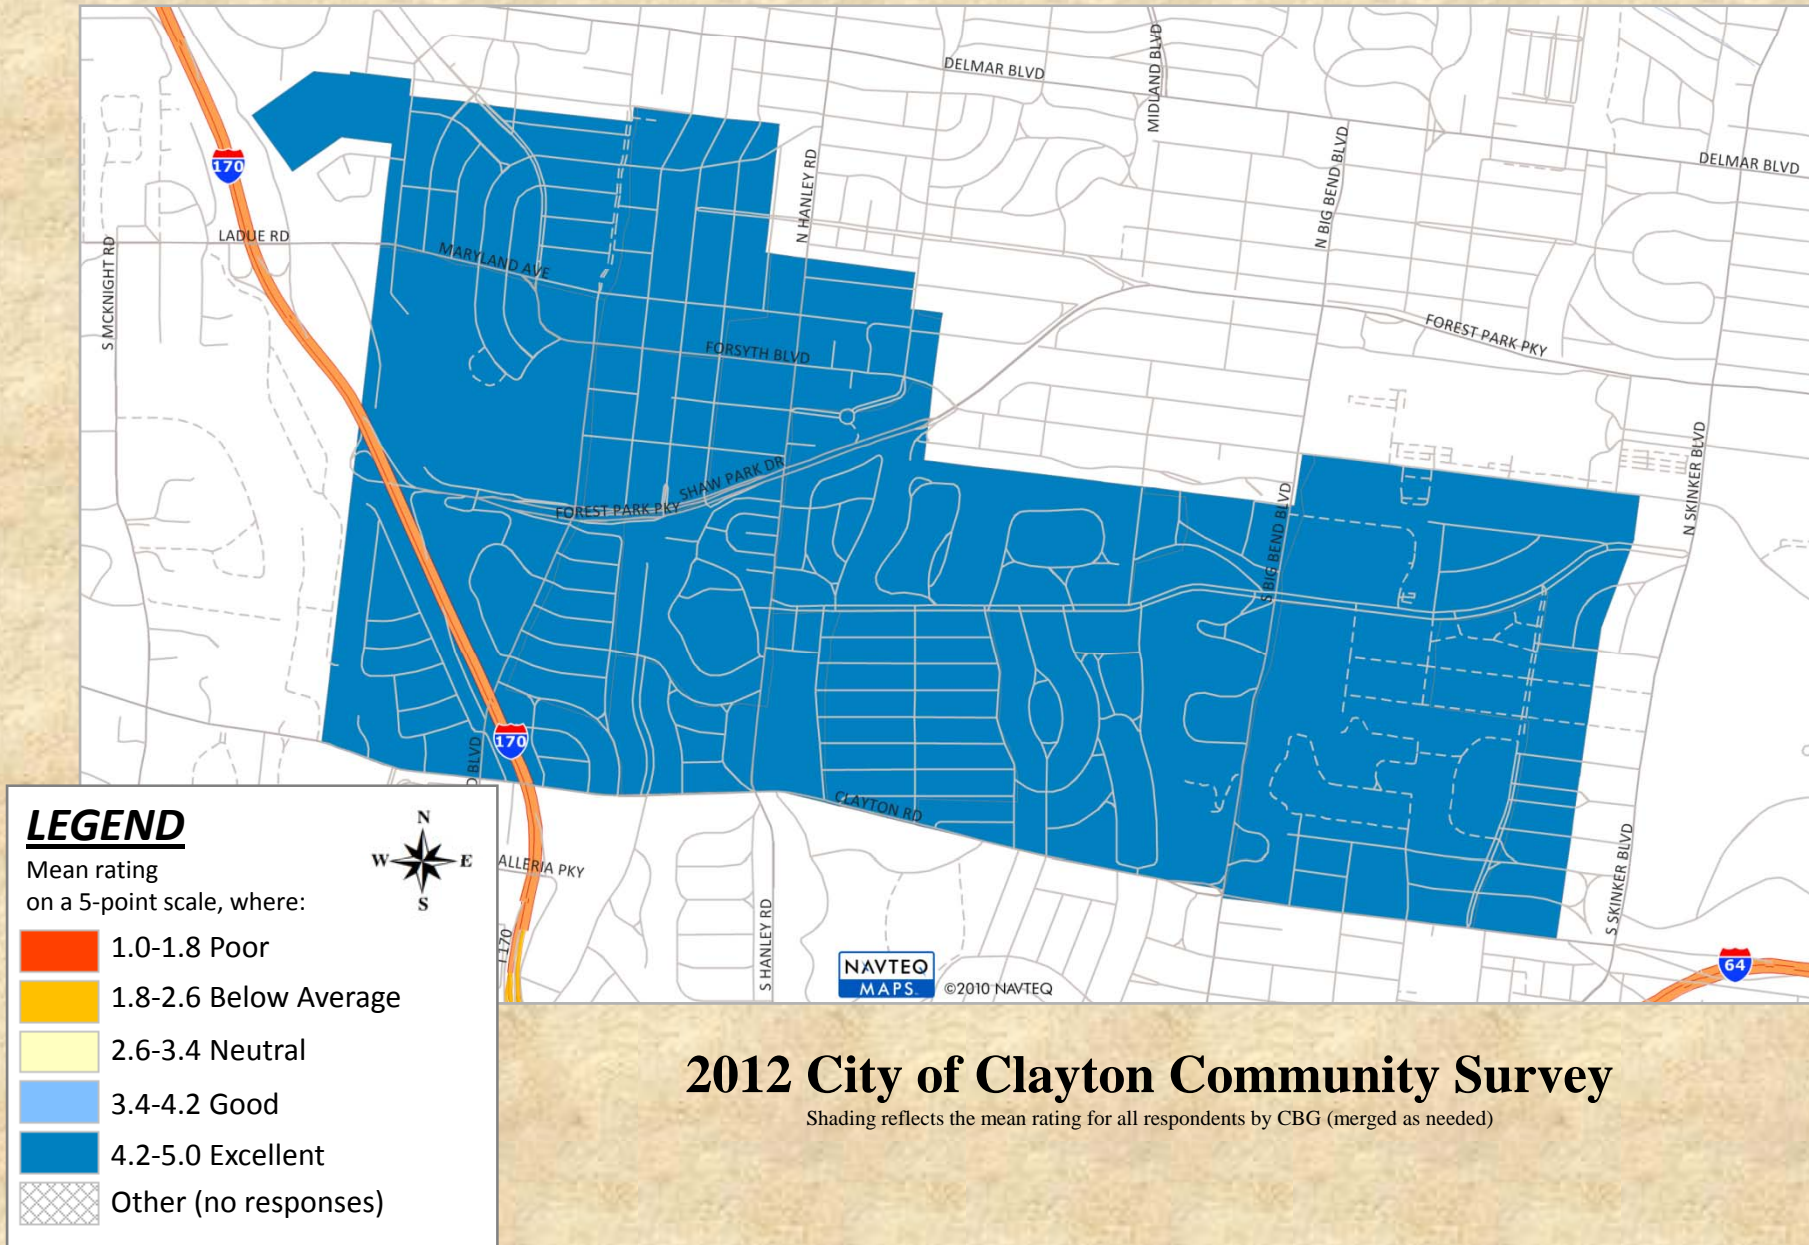 DELMAR BLVD
MIDLAND BLVD
N BIG BEND BLVD
DELMAR BLVD
170
N HANLEY RD
LADUE RD
S MCKNIGHT RD
MARYLAND AVE
FORSYTH BLVD
FOREST PARK PKY
SHAW PARK DR
FOREST PARK PKY
N SKINKER BLVD
S BIG BEND BLVD
170
D BLVD
CLAYTON RD
ALLERIA PKY
I 170
S HANLEY RD
S SKINKER BLVD
64
NAVTEQ
MAPS.
©2010 NAVTEQ
LEGEND
N
W E
S
Mean rating
on a 5-point scale, where:
1.0-1.8 Poor
1.8-2.6 Below Average
2.6-3.4 Neutral
3.4-4.2 Good
4.2-5.0 Excellent
Other (no responses)
2012 City of Clayton Community Survey
Shading reflects the mean rating for all respondents by CBG (merged as needed)